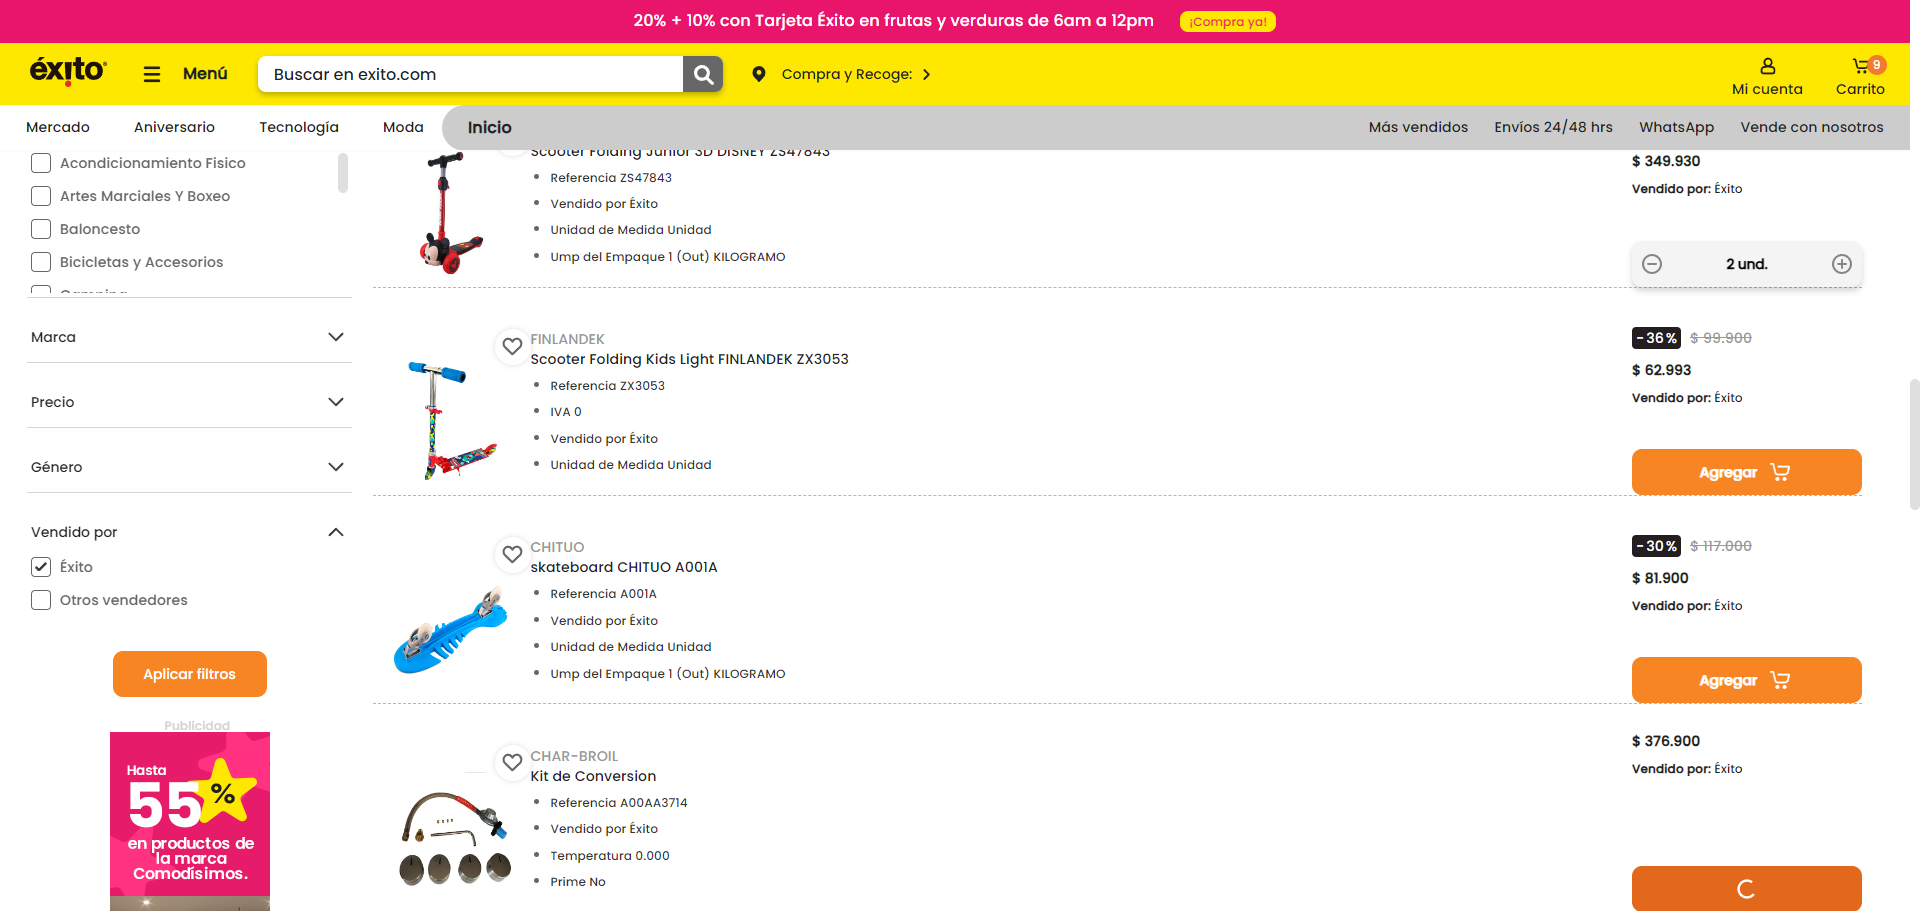 20% + 10% con Tarjeta Éxito en frutas y verduras de 6am a 12pm
¡Compra ya!
éxito
Menú
Buscar en exito.com
Compra y Recoge:
Mi cuenta
9
Carrito
Mercado
Aniversario
Tecnología
Moda
Inicio
Más vendidos
Envíos 24/48 hrs
WhatsApp
Vende con nosotros
Acondicionamiento Fisico
Artes Marciales Y Boxeo
Baloncesto
Bicicletas y Accesorios
Camping
Marca
Precio
Género
Vendido por
Éxito
Otros vendedores
Aplicar filtros
Publicidad
Hasta
55%
en productos de
la marca
Comodísimos.
Scooter Folding Junior 3D DISNEY ZS47843
Referencia ZS47843
Vendido por Éxito
Unidad de Medida Unidad
Ump del Empaque 1 (Out) KILOGRAMO
$ 349.930
Vendido por: Éxito
2 und.
FINLANDEK
Scooter Folding Kids Light FINLANDEK ZX3053
Referencia ZX3053
IVA 0
Vendido por Éxito
Unidad de Medida Unidad
-36% $ 99.900
$ 62.993
Vendido por: Éxito
Agregar
CHITUO
skateboard CHITUO A001A
Referencia A001A
Vendido por Éxito
Unidad de Medida Unidad
Ump del Empaque 1 (Out) KILOGRAMO
-30% $ 117.000
$ 81.900
Vendido por: Éxito
Agregar
CHAR-BROIL
Kit de Conversion
Referencia A00AA3714
Vendido por Éxito
Temperatura 0.000
Prime No
$ 376.900
Vendido por: Éxito